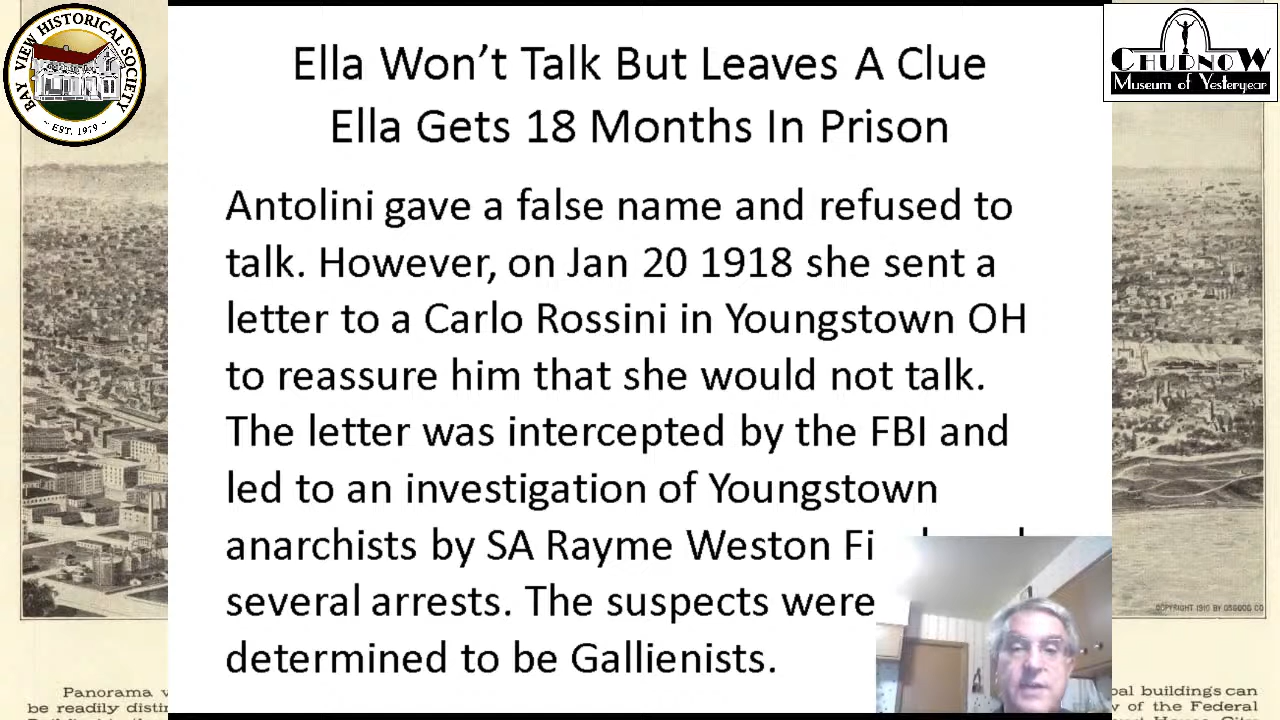 BAY VIEW HISTORICAL SOCIETY
~ EST. 1979 ~
CHUDNOW
Museum of Yesteryear
Ella Won't Talk But Leaves A Clue
Ella Gets 18 Months In Prison
Antolini gave a false name and refused to
talk. However, on Jan 20 1918 she sent a
letter to a Carlo Rossini in Youngstown OH
to reassure him that she would not talk.
The letter was intercepted by the FBI and
led to an investigation of Youngstown
anarchists by SA Rayme Weston Fi
several arrests. The suspects were
determined to be Gallienists.
COPYRIGHT 1910 BY OSGOOD CO
Panorama
be readily
buildings can
of the Federal